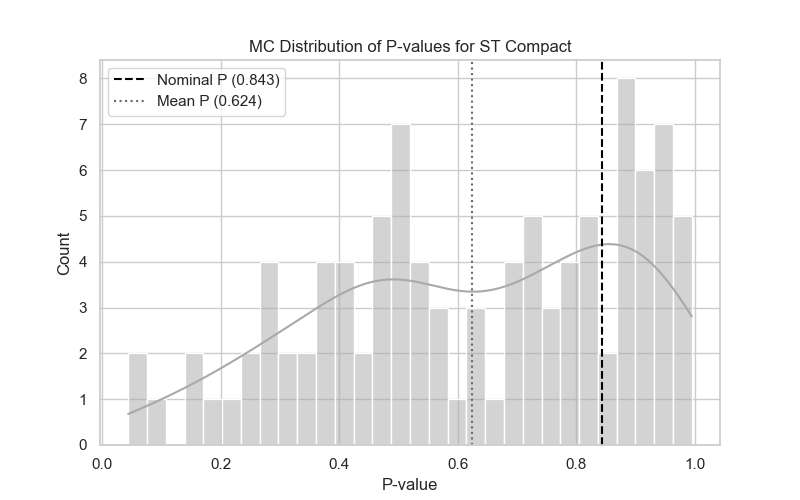 MC Distribution of P-values for ST Compact
Nominal P (0.843)
Mean P (0.624)
Count
8
7
6
5
4
3
2
1
0
0.0 0.2 0.4 0.6 0.8 1.0
P-value